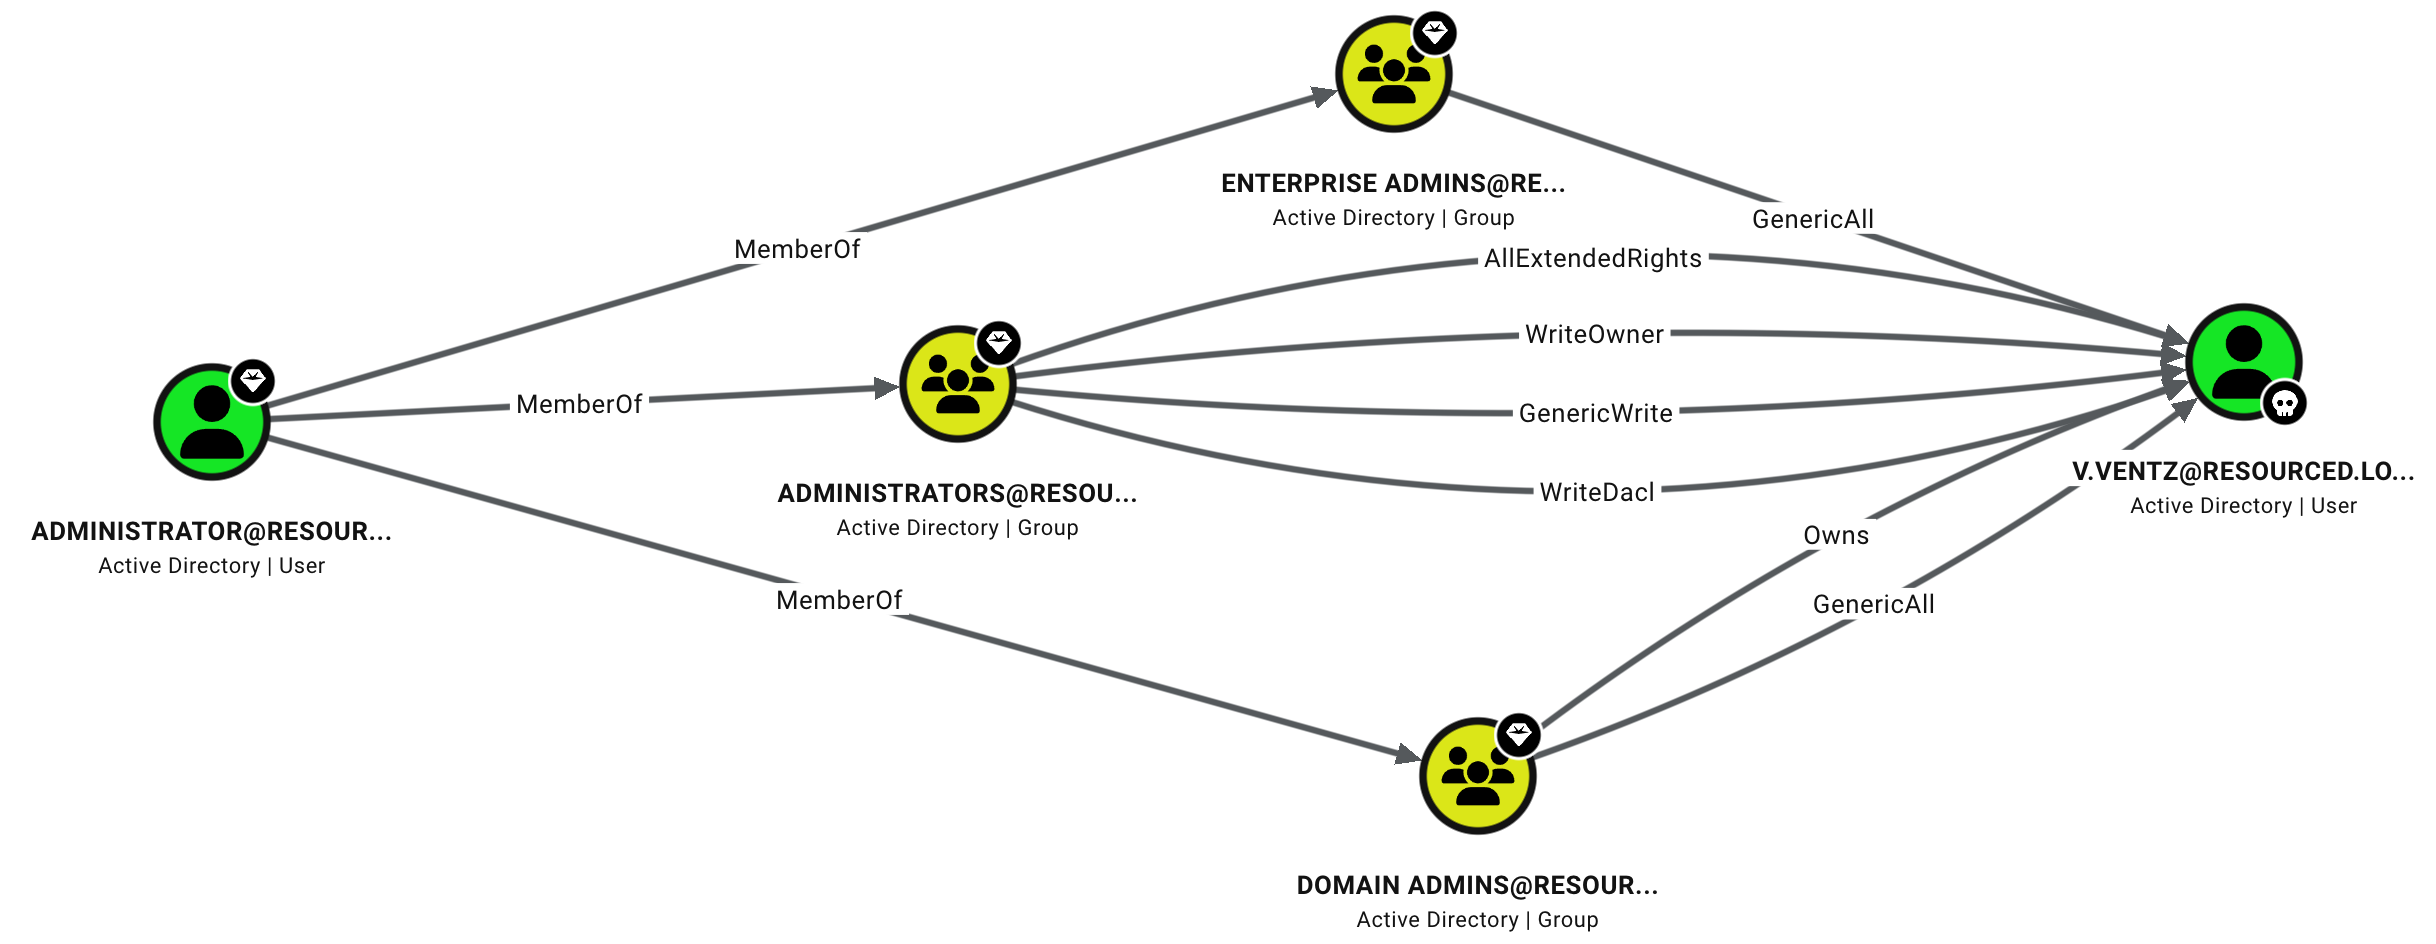 ENTERPRISE ADMINS@RE...
Active Directory | Group
GenericAll
MemberOf
AllExtendedRights
WriteOwner
MemberOf
GenericWrite
ADMINISTRATORS@RESOU...
Active Directory | Group
WriteDacl
V.VENTZ@RESOURCED.LO...
Active Directory | User
ADMINISTRATOR@RESOUR...
Active Directory | User
Owns
MemberOf
GenericAll
DOMAIN ADMINS@RESOUR...
Active Directory | Group